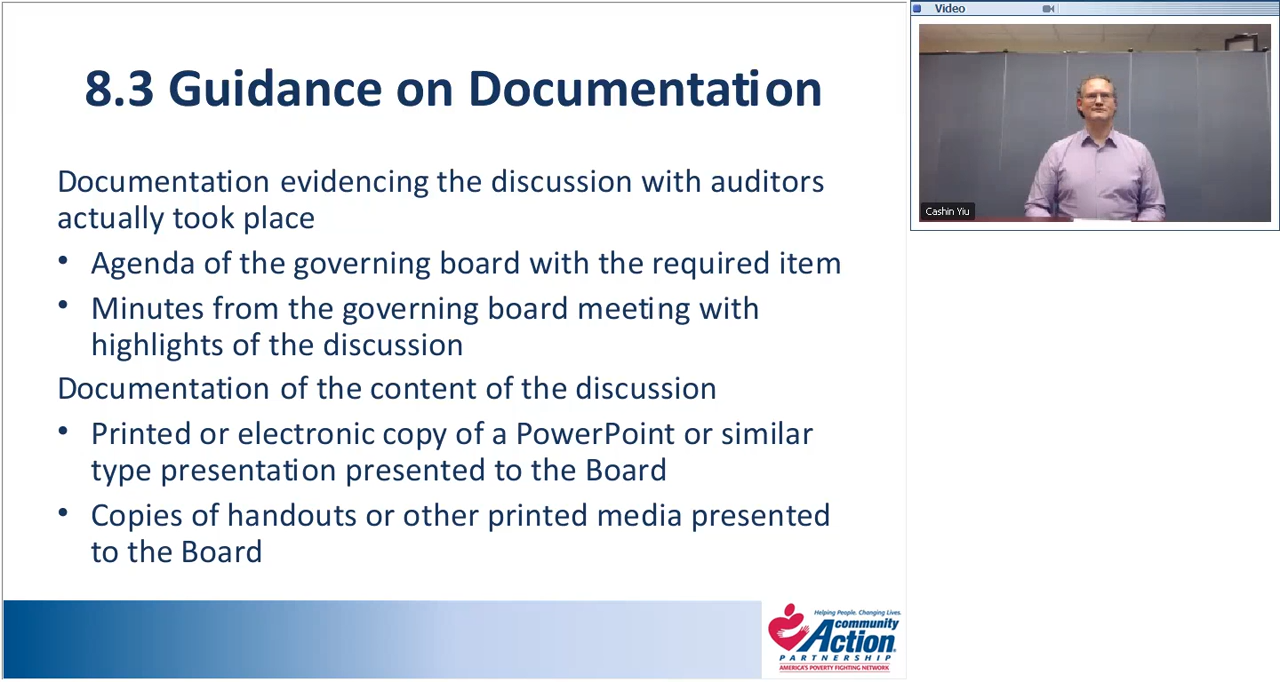 8.3 Guidance on Documentation
Documentation evidencing the discussion with auditors
actually took place
• Agenda of the governing board with the required item
• Minutes from the governing board meeting with
highlights of the discussion
Documentation of the content of the discussion
• Printed or electronic copy of a PowerPoint or similar
type presentation presented to the Board
• Copies of handouts or other printed media presented
to the Board
Helping People. Changing Lives.
community
Action
PARTNERSHIP
AMERICA'S POVERTY FIGHTING NETWORK
Video
Cashin Yiu